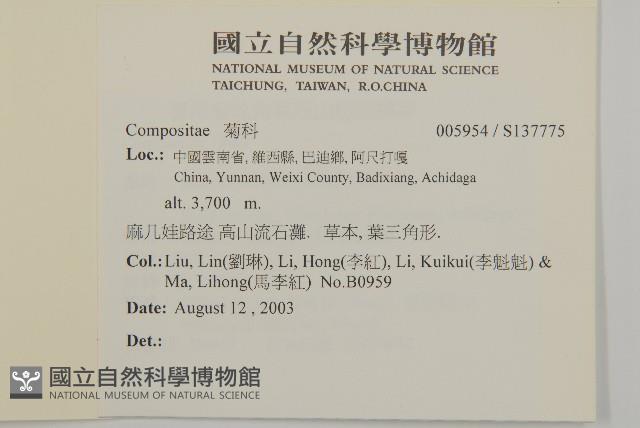 國立自然科學博物館
NATIONAL MUSEUM OF NATURAL SCIENCE
TAICHUNG, TAIWAN, R.O.CHINA
Compositae 菊科 005954 / S137775
Loc.: 中國雲南省, 維西縣, 巴迪鄉, 阿尺打嘎
China, Yunnan, Weixi County, Badixiang, Achidaga
alt. 3,700 m.
麻几娃路途 高山流石灘. 草本, 葉三角形.
Col.: Liu, Lin(劉琳), Li, Hong(李紅), Li, Kuikui(李魁魁) &
Ma, Lihong(馬李紅) No.B0959
Date: August 12 , 2003
Det.:
國立自然科學博物館
NATIONAL MUSEUM OF NATURAL SCIENCE